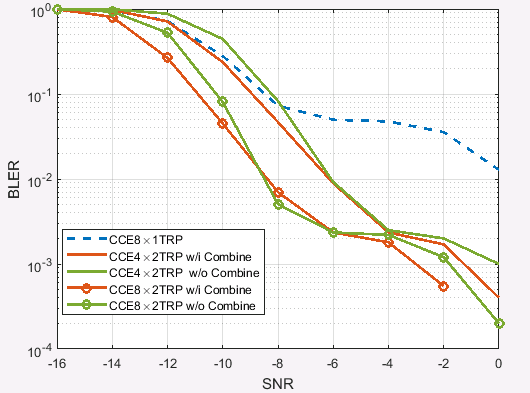 10^0
10^-1
10^-2
10^-3
10^-4
BLER
CCE8×1TRP
CCE4×2TRP w/i Combine
CCE4×2TRP w/o Combine
CCE8×2TRP w/i Combine
CCE8×2TRP w/o Combine
-16 -14 -12 -10 -8 -6 -4 -2 0
SNR